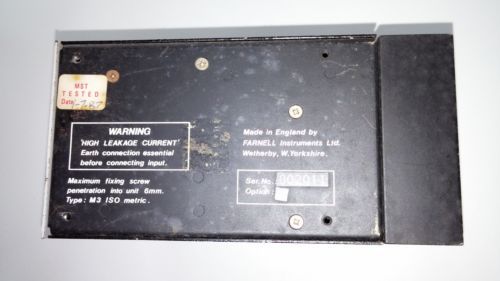 MST
TESTED
Date
WARNING
'HIGH LEAKAGE CURRENT'
Earth connection essential
before connecting input.
Maximum fixing screw
penetration into unit 6mm.
Type: M3 ISO metric.
Made in England by
FARNELL Instruments Ltd.
Wetherby, W.Yorkshire.
Ser.No. 002011
Option: